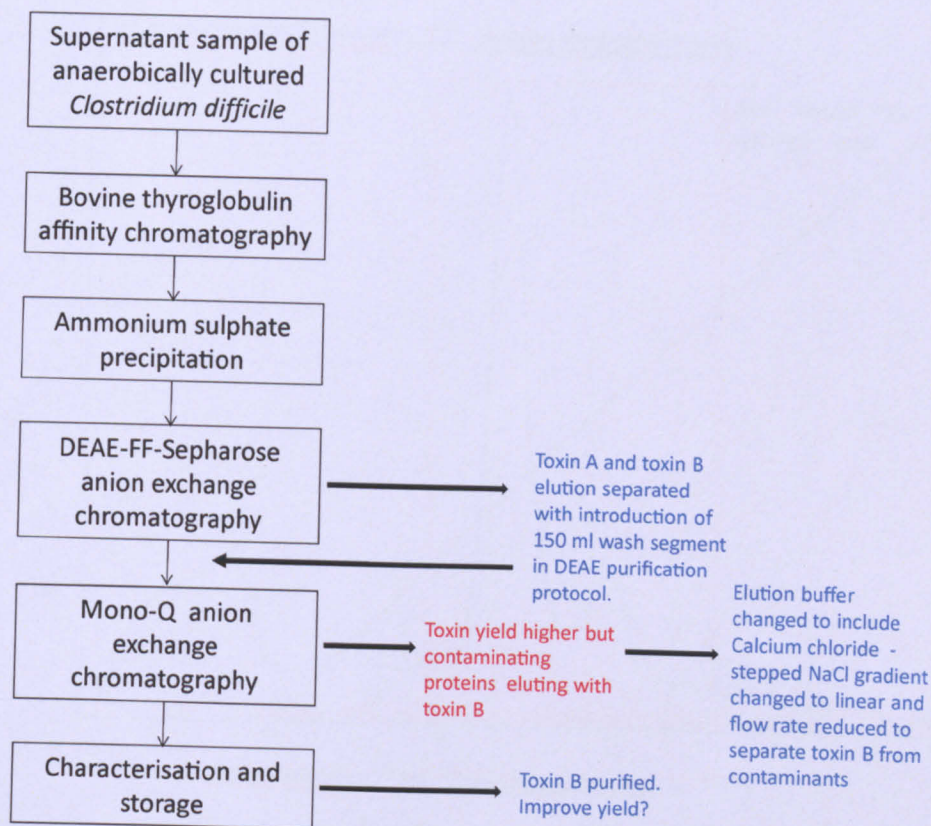 Supernatant sample of
anaerobically cultured
Clostridium difficile
Bovine thyroglobulin
affinity chromatography
Ammonium sulphate
precipitation
DEAE-FF-Sepharose
anion exchange
chromatography
Toxin A and toxin B
elution separated
with introduction of
150 ml wash segment
in DEAE purification
protocol.
Mono-Q anion
exchange
chromatography
Toxin yield higher but
contaminating
proteins eluting with
toxin B
Elution buffer
changed to include
Calcium chloride -
stepped NaCl gradient
changed to linear and
flow rate reduced to
separate toxin B from
contaminants
Characterisation and
storage
Toxin B purified.
Improve yield?